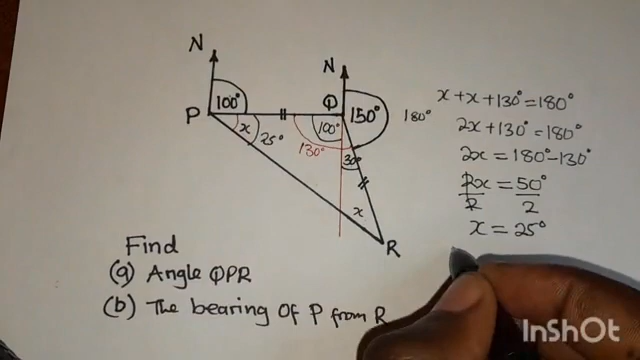 N
N
100°
Q
150°
180°
P
x
25°
100°
130°
30°
x
R
x + x + 130° = 180°
2x + 130° = 180°
2x = 180° - 130°
2x = 50°
2 2
x = 25°
Find
(a) Angle QPR
(b) The bearing Of P from R
InShOt